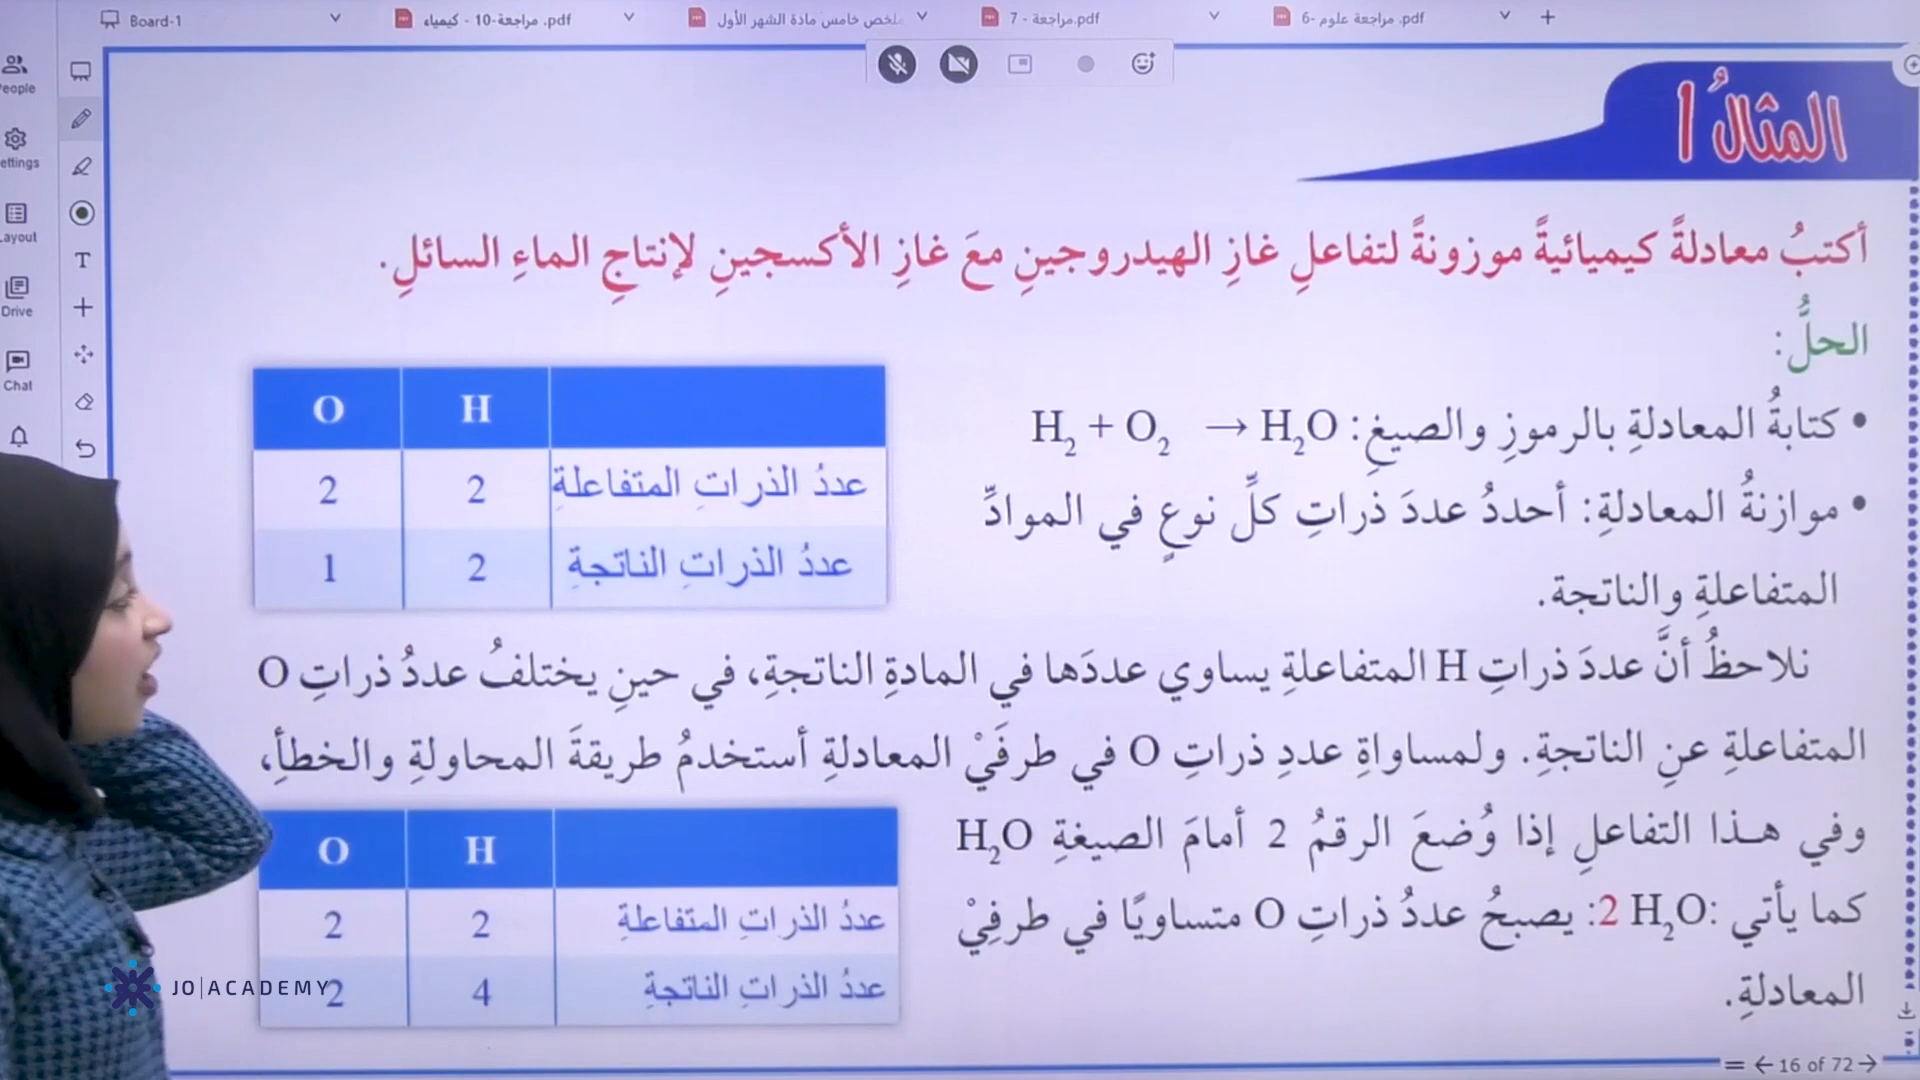 Board-1
مراجعة-10 - كيمياء .pdf
ملخص خامس مادة الشهر الأول
مراجعة - 7.pdf
مراجعة علوم -6 .pdf
People
Settings
Layout
Drive
Chat
T
المثالُ 1
أكتبُ معادلةً كيميائيةً موزونةً لتفاعلِ غازِ الهيدروجينِ معَ غازِ الأكسجينِ لإنتاجِ الماءِ السائلِ.
الحلُّ:
• كتابةُ المعادلةِ بالرموزِ والصيغِ: H₂ + O₂ → H₂O
• موازنةُ المعادلةِ: أحددُ عددَ ذراتِ كلِّ نوعٍ في الموادِّ
المتفاعلةِ والناتجة.
H O
عددُ الذراتِ المتفاعلةِ 2 2
عددُ الذراتِ الناتجةِ 2 1
نلاحظُ أنَّ عددَ ذراتِ H المتفاعلةِ يساوي عددَها في المادةِ الناتجةِ، في حينِ يختلفُ عددُ ذراتِ O
المتفاعلةِ عنِ الناتجةِ. ولمساواةِ عددِ ذراتِ O في طرفَيْ المعادلةِ أستخدمُ طريقةَ المحاولةِ والخطأِ،
وفي هذا التفاعلِ إذا وُضعَ الرقمُ 2 أمامَ الصيغةِ H₂O
كما يأتي :2 H₂O: يصبحُ عددُ ذراتِ O متساويًا في طرفِيْ
المعادلةِ.
H O
عددُ الذراتِ المتفاعلةِ 2 2
عددُ الذراتِ الناتجةِ 4 2
JO|ACADEMY
16 of 72